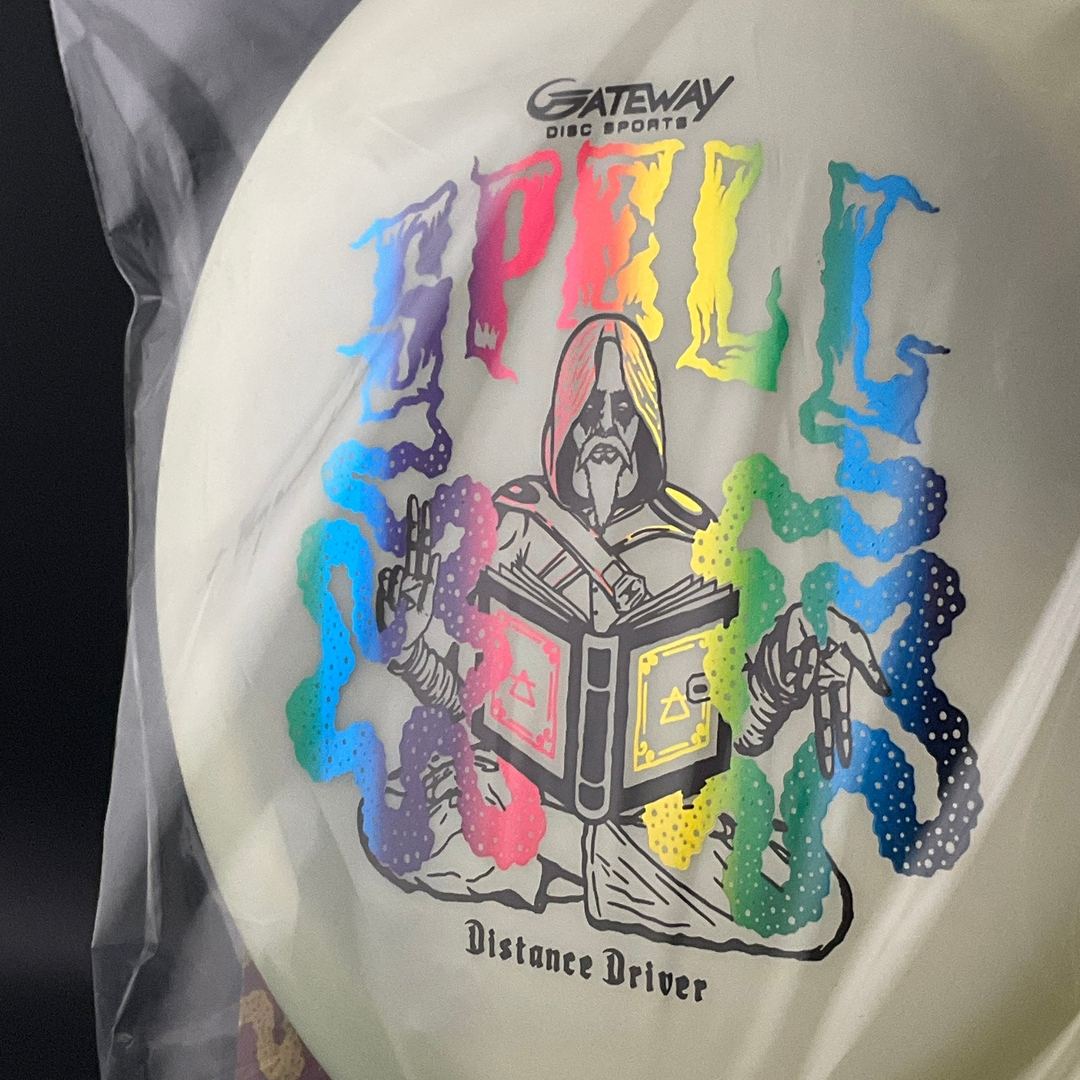 GATEWAY
DISC SPORTS
SPELL
Distance Driver